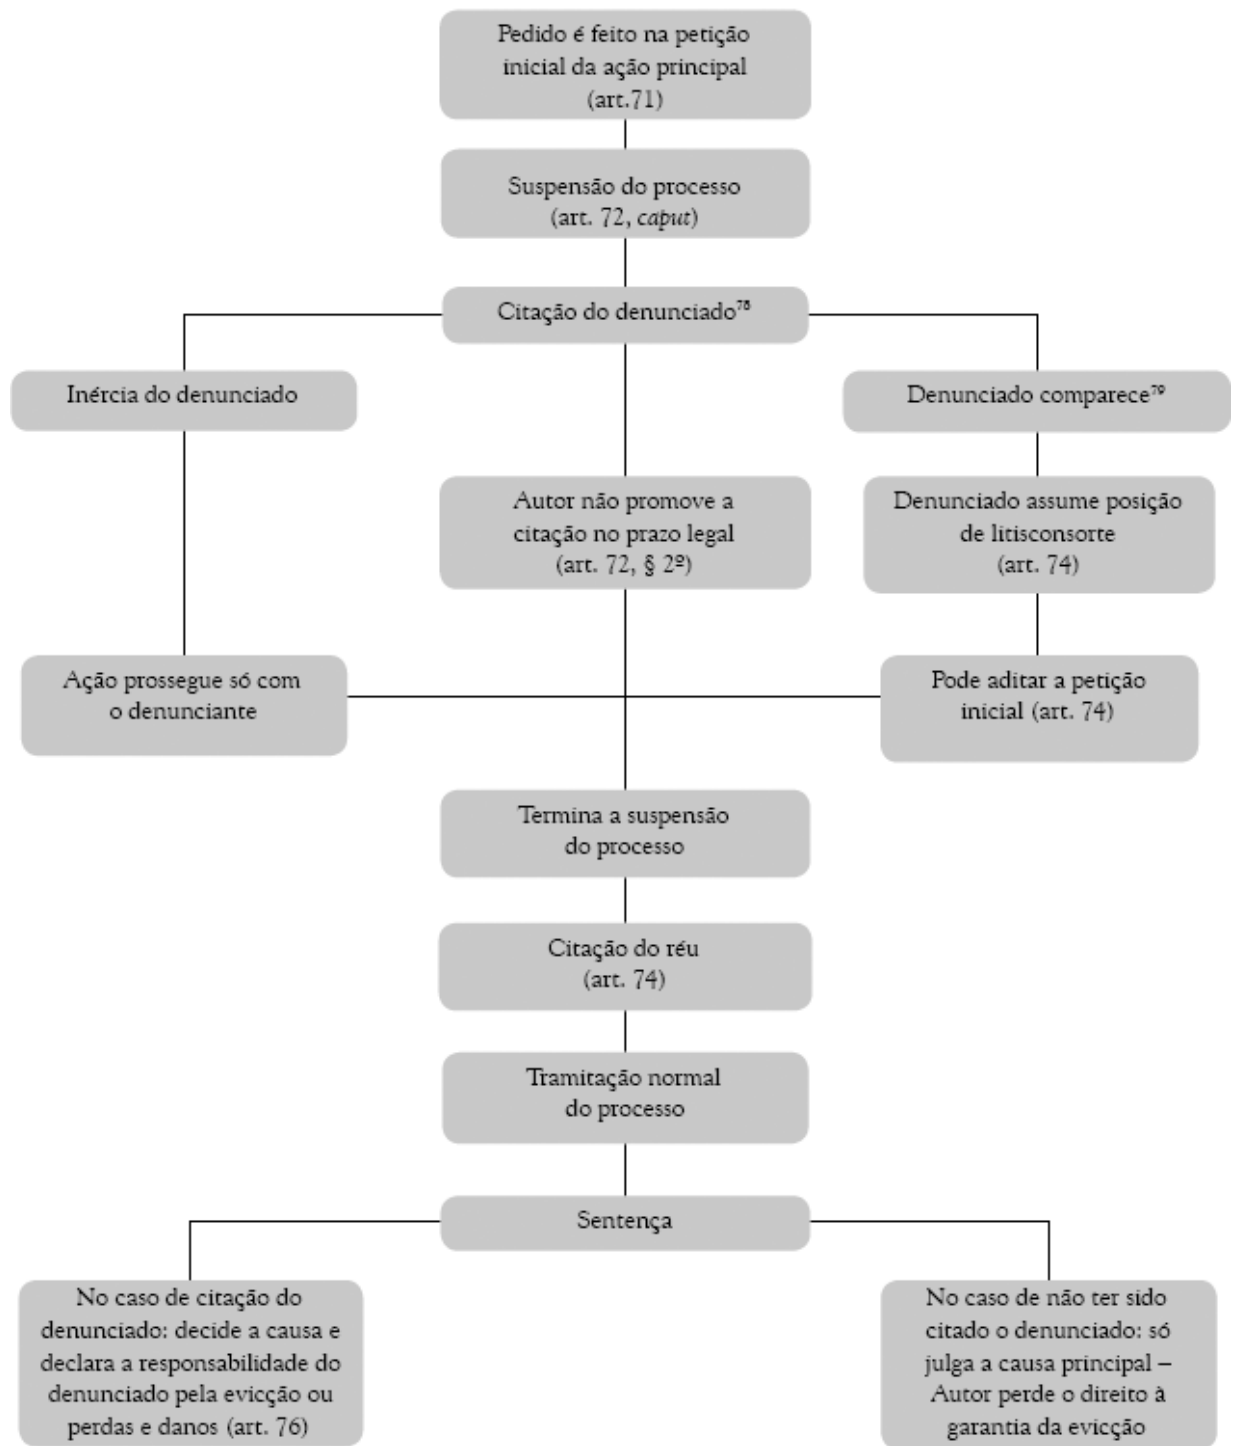 Pedido é feito na petição
inicial da ação principal
(art.71)
Suspensão do processo
(art. 72, caput)
Citação do denunciado⁷⁸
Inércia do denunciado
Denunciado comparece⁷⁹
Autor não promove a
citação no prazo legal
(art. 72, § 2º)
Denunciado assume posição
de litisconsorte
(art. 74)
Ação prossegue só com
o denunciante
Pode aditar a petição
inicial (art. 74)
Termina a suspensão
do processo
Citação do réu
(art. 74)
Tramitação normal
do processo
Sentença
No caso de citação do
denunciado: decide a causa e
declara a responsabilidade do
denunciado pela evicção ou
perdas e danos (art. 76)
No caso de não ter sido
citado o denunciado: só
julga a causa principal –
Autor perde o direito à
garantia da evicção